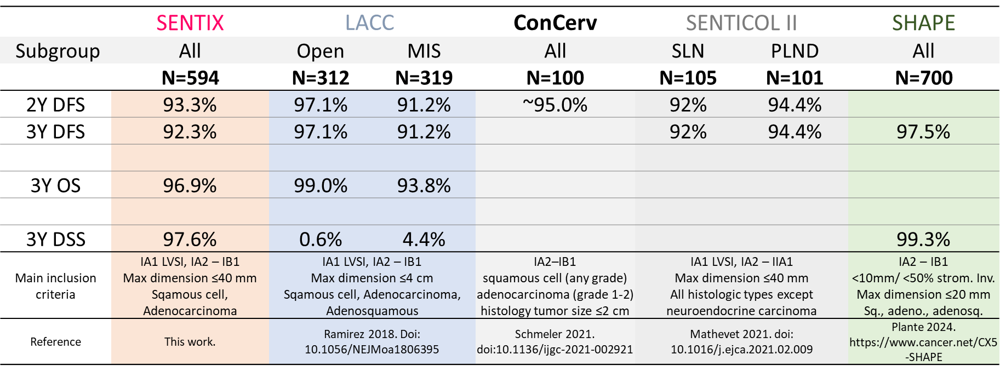 SENTIX LACC ConCerv SENTICOL II SHAPE
Subgroup All Open MIS All SLN PLND All
N=594 N=312 N=319 N=100 N=105 N=101 N=700
2Y DFS 93.3% 97.1% 91.2% ~95.0% 92% 94.4%
3Y DFS 92.3% 97.1% 91.2% 92% 94.4% 97.5%
3Y OS 96.9% 99.0% 93.8%
3Y DSS 97.6% 0.6% 4.4% 99.3%
Main inclusion
criteria
IA1 LVSI, IA2 – IB1
Max dimension ≤40 mm
Sqamous cell,
Adenocarcinoma
IA1 LVSI, IA2 – IB1
Max dimension ≤4 cm
Sqamous cell, Adenocarcinoma,
Adenosquamous
IA2–IB1
squamous cell (any grade)
adenocarcinoma (grade 1-2)
histology tumor size ≤2 cm
IA1 LVSI, IA2 – IIA1
Max dimension ≤40 mm
All histologic types except
neuroendocrine carcinoma
IA2 – IB1
<10mm/ <50% strom. Inv.
Max dimension ≤20 mm
Sq., adeno., adenosq.
Reference
This work.
Ramirez 2018. Doi:
10.1056/NEJMoa1806395
Schmeler 2021.
doi:10.1136/ijgc-2021-002921
Mathevet 2021. doi:
10.1016/j.ejca.2021.02.009
Plante 2024.
https://www.cancer.net/CX5
-SHAPE